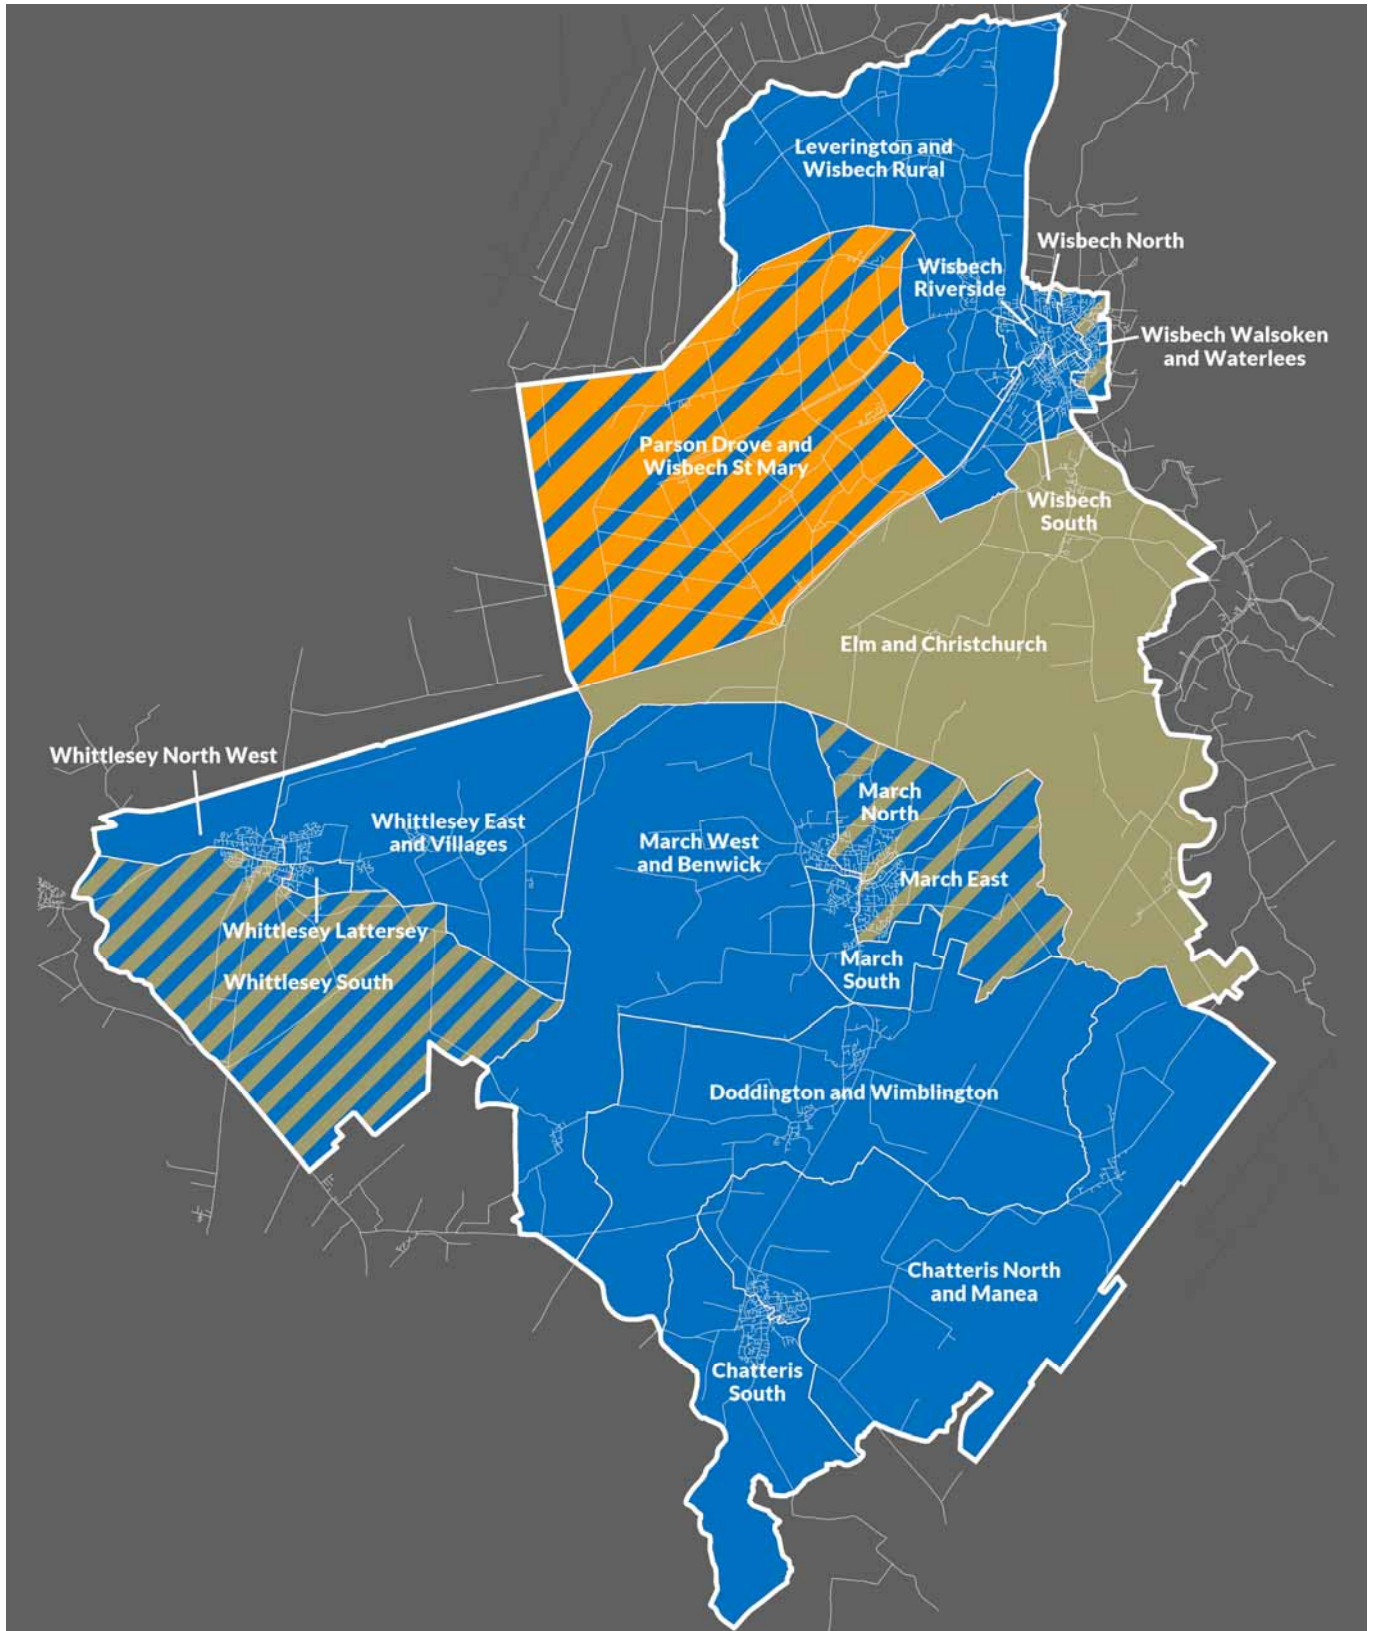 Leverington and
Wisbech Rural
Wisbech North
Wisbech
Riverside
Wisbech Walsoken
and Waterlees
Parson Drove and
Wisbech St Mary
Wisbech
South
Elm and Christchurch
Whittlesey North West
Whittlesey East
and Villages
March
North
March West
and Benwick
March East
Whittlesey Lattersey
March
South
Whittlesey South
Doddington and Wimblington
Chatteris North
and Manea
Chatteris
South